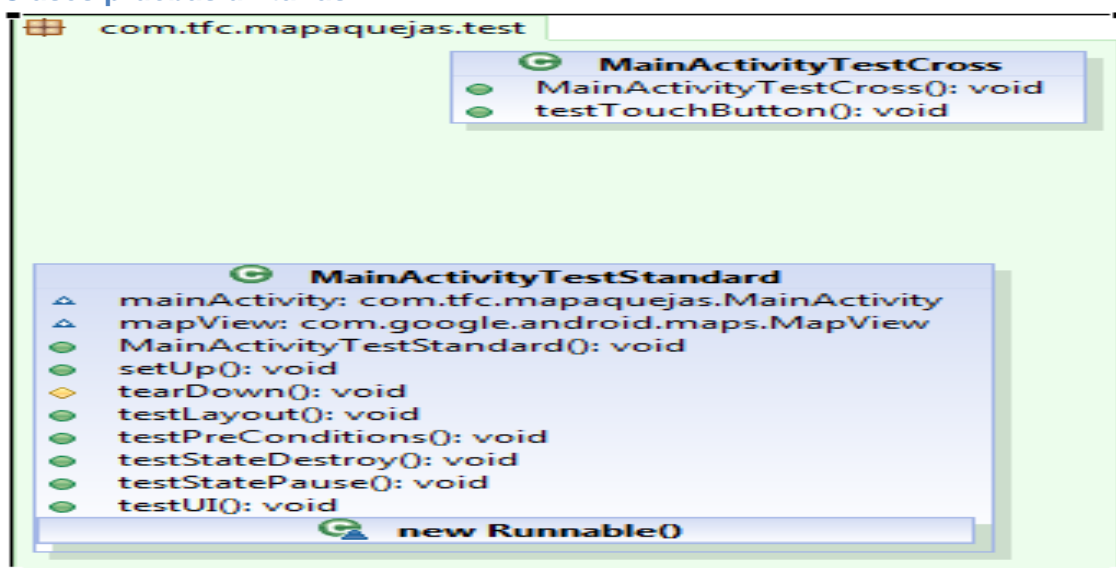 com.tfc.mapaquejas.test
MainActivityTestCross
MainActivityTestCross(): void
testTouchButton(): void
MainActivityTestStandard
mainActivity: com.tfc.mapaquejas.MainActivity
mapView: com.google.android.maps.MapView
MainActivityTestStandard(): void
setUp(): void
tearDown(): void
testLayout(): void
testPreConditions(): void
testStateDestroy(): void
testStatePause(): void
testUI(): void
new Runnable()